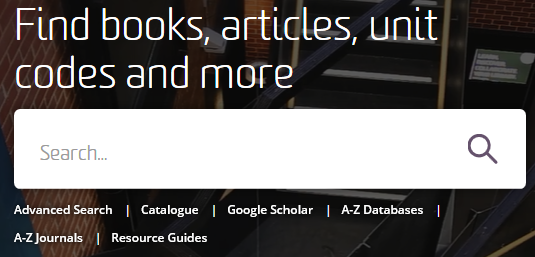 Find books, articles, unit
codes and more
Search...
Advanced Search | Catalogue | Google Scholar | A-Z Databases |
A-Z Journals | Resource Guides